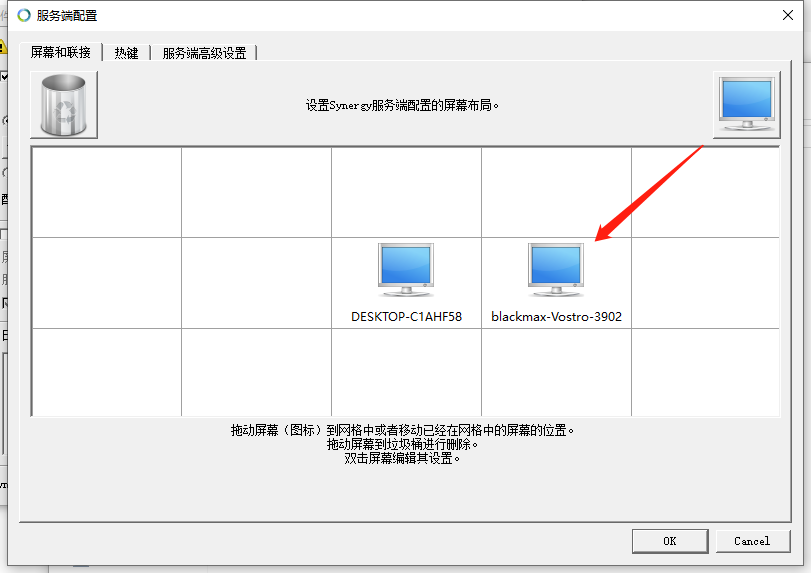 服务端配置
屏幕和联接
热键
服务端高级设置
设置Synergy服务端配置的屏幕布局。
DESKTOP-C1AHF58
blackmax-Vostro-3902
拖动屏幕（图标）到网格中或者移动已经在网格中的屏幕的位置。
拖动屏幕到垃圾桶进行删除。
双击屏幕编辑其设置。
OK
Cancel